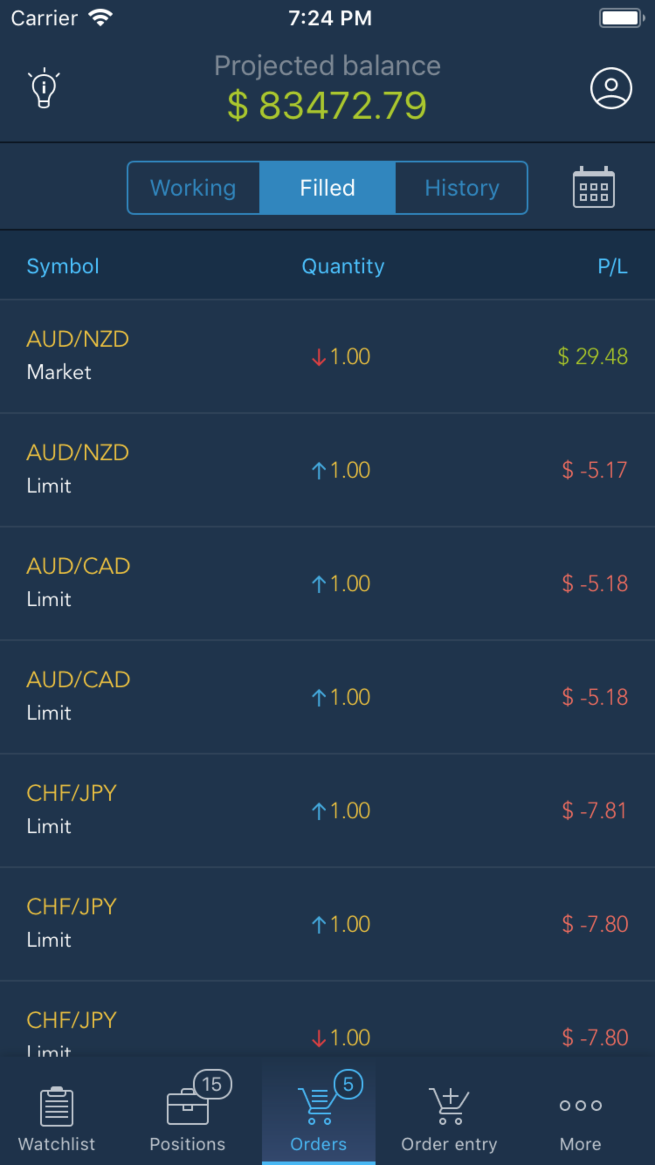 Carrier 7:24 PM
Projected balance
$ 83472.79
Working Filled History
Symbol Quantity P/L
AUD/NZD
Market ↓1.00 $ 29.48
AUD/NZD
Limit ↑1.00 $ -5.17
AUD/CAD
Limit ↑1.00 $ -5.18
AUD/CAD
Limit ↑1.00 $ -5.18
CHF/JPY
Limit ↑1.00 $ -7.81
CHF/JPY
Limit ↑1.00 $ -7.80
CHF/JPY
Limit ↓1.00 $ -7.80
15 5
Watchlist Positions Orders Order entry More